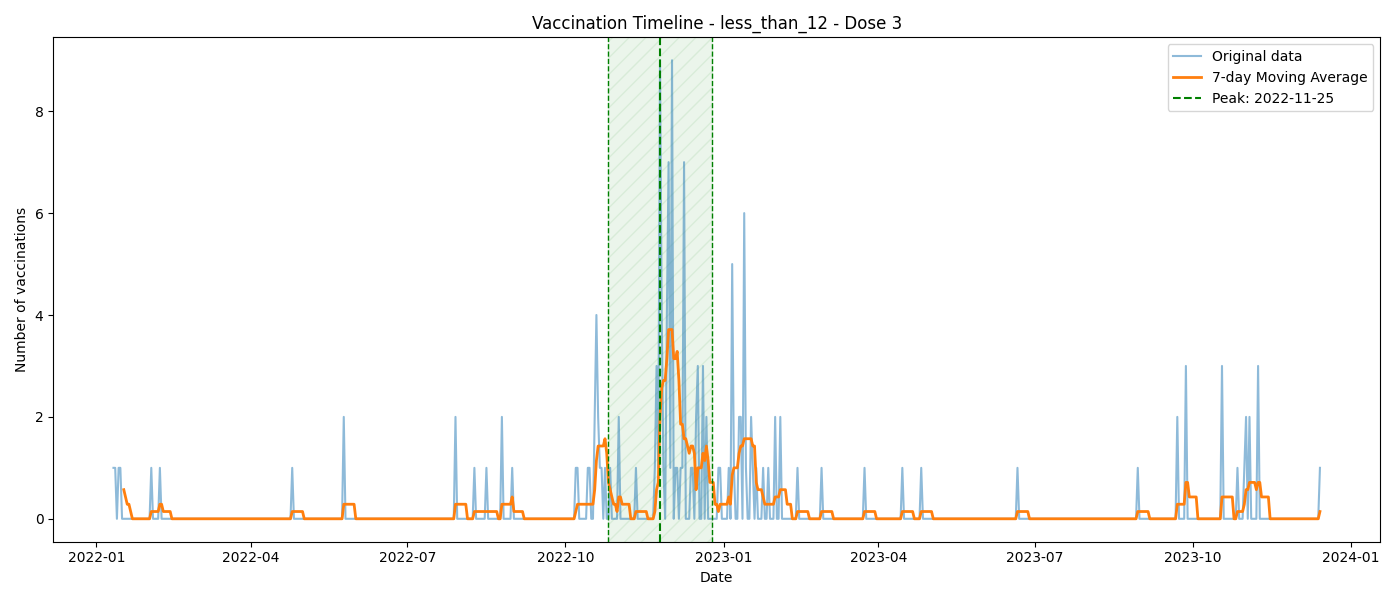 Vaccination Timeline - less_than_12 - Dose 3
Original data
7-day Moving Average
Peak: 2022-11-25
Number of vaccinations
8
6
4
2
0
2022-01
2022-04
2022-07
2022-10
2023-01
2023-04
2023-07
2023-10
2024-01
Date